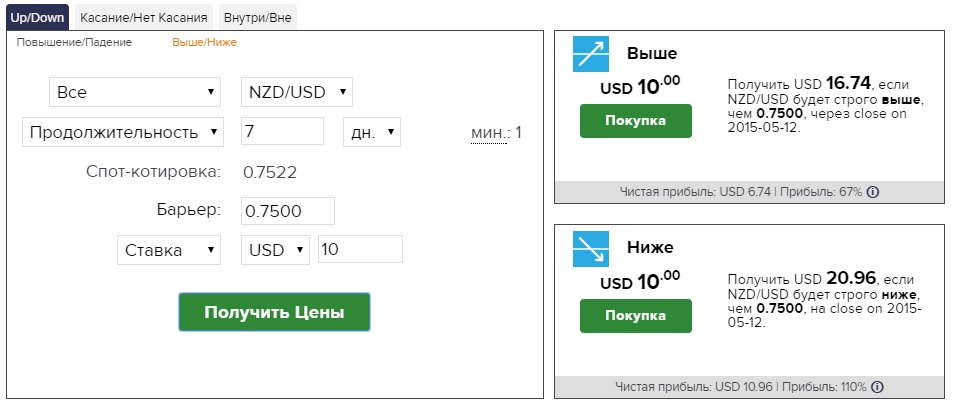 Up/Down Касание/Нет Касания Внутри/Вне
Повышение/Падение Выше/Ниже
Все NZD/USD
Продолжительность 7 дн. мин.: 1
Спот-котировка: 0.7522
Барьер: 0.7500
Ставка USD 10
Получить Цены
Выше
USD 10.00
Покупка
Получить USD 16.74, если
NZD/USD будет строго выше,
чем 0.7500, через close on
2015-05-12.
Чистая прибыль: USD 6.74 | Прибыль: 67%
Ниже
USD 10.00
Покупка
Получить USD 20.96, если
NZD/USD будет строго ниже,
чем 0.7500, на close on 2015-
05-12.
Чистая прибыль: USD 10.96 | Прибыль: 110%